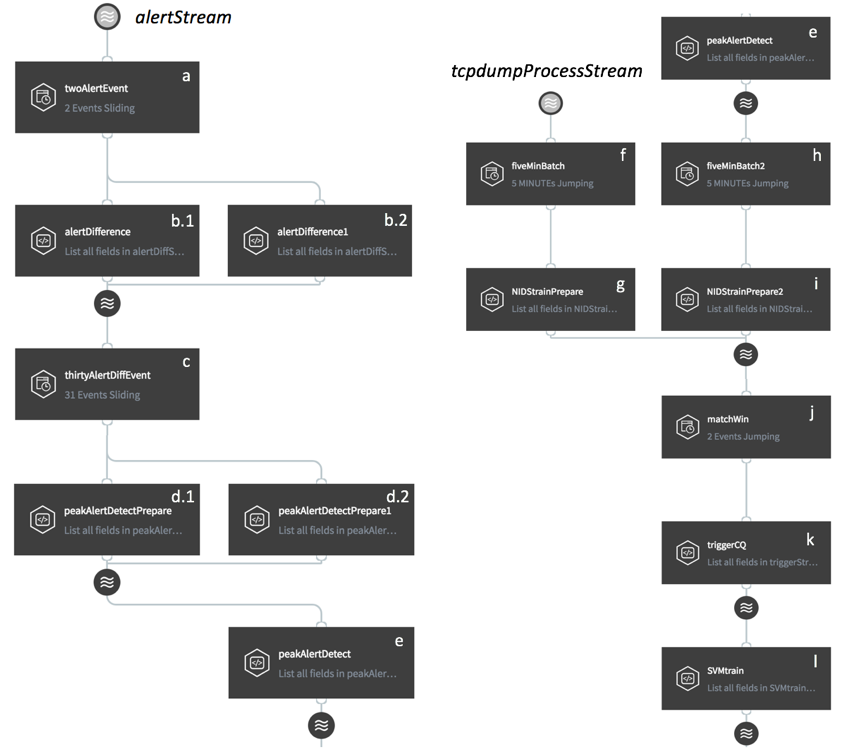 alertStream
a
twoAlertEvent
2 Events Sliding
b.1
alertDifference
List all fields in alertDiffS...
b.2
alertDifference1
List all fields in alertDiffS...
c
thirtyAlertDiffEvent
31 Events Sliding
d.1
peakAlertDetectPrepare
List all fields in peakAler...
d.2
peakAlertDetectPrepare1
List all fields in peakAler...
e
peakAlertDetect
List all fields in peakAler...
e
peakAlertDetect
List all fields in peakAler...
tcpdumpProcessStream
f
fiveMinBatch
5 MINUTEs Jumping
h
fiveMinBatch2
5 MINUTEs Jumping
g
NIDStrainPrepare
List all fields in NIDStrai...
i
NIDStrainPrepare2
List all fields in NIDStrai...
j
matchWin
2 Events Jumping
k
triggerCQ
List all fields in triggerStr...
l
SVMtrain
List all fields in SVMtrain...